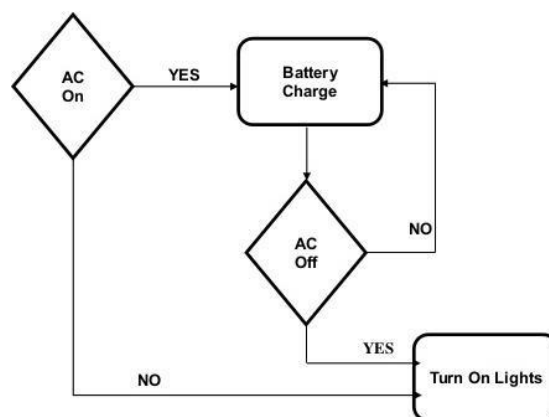 AC
On
YES
Battery
Charge
AC
Off
NO
YES
NO
Turn On Lights